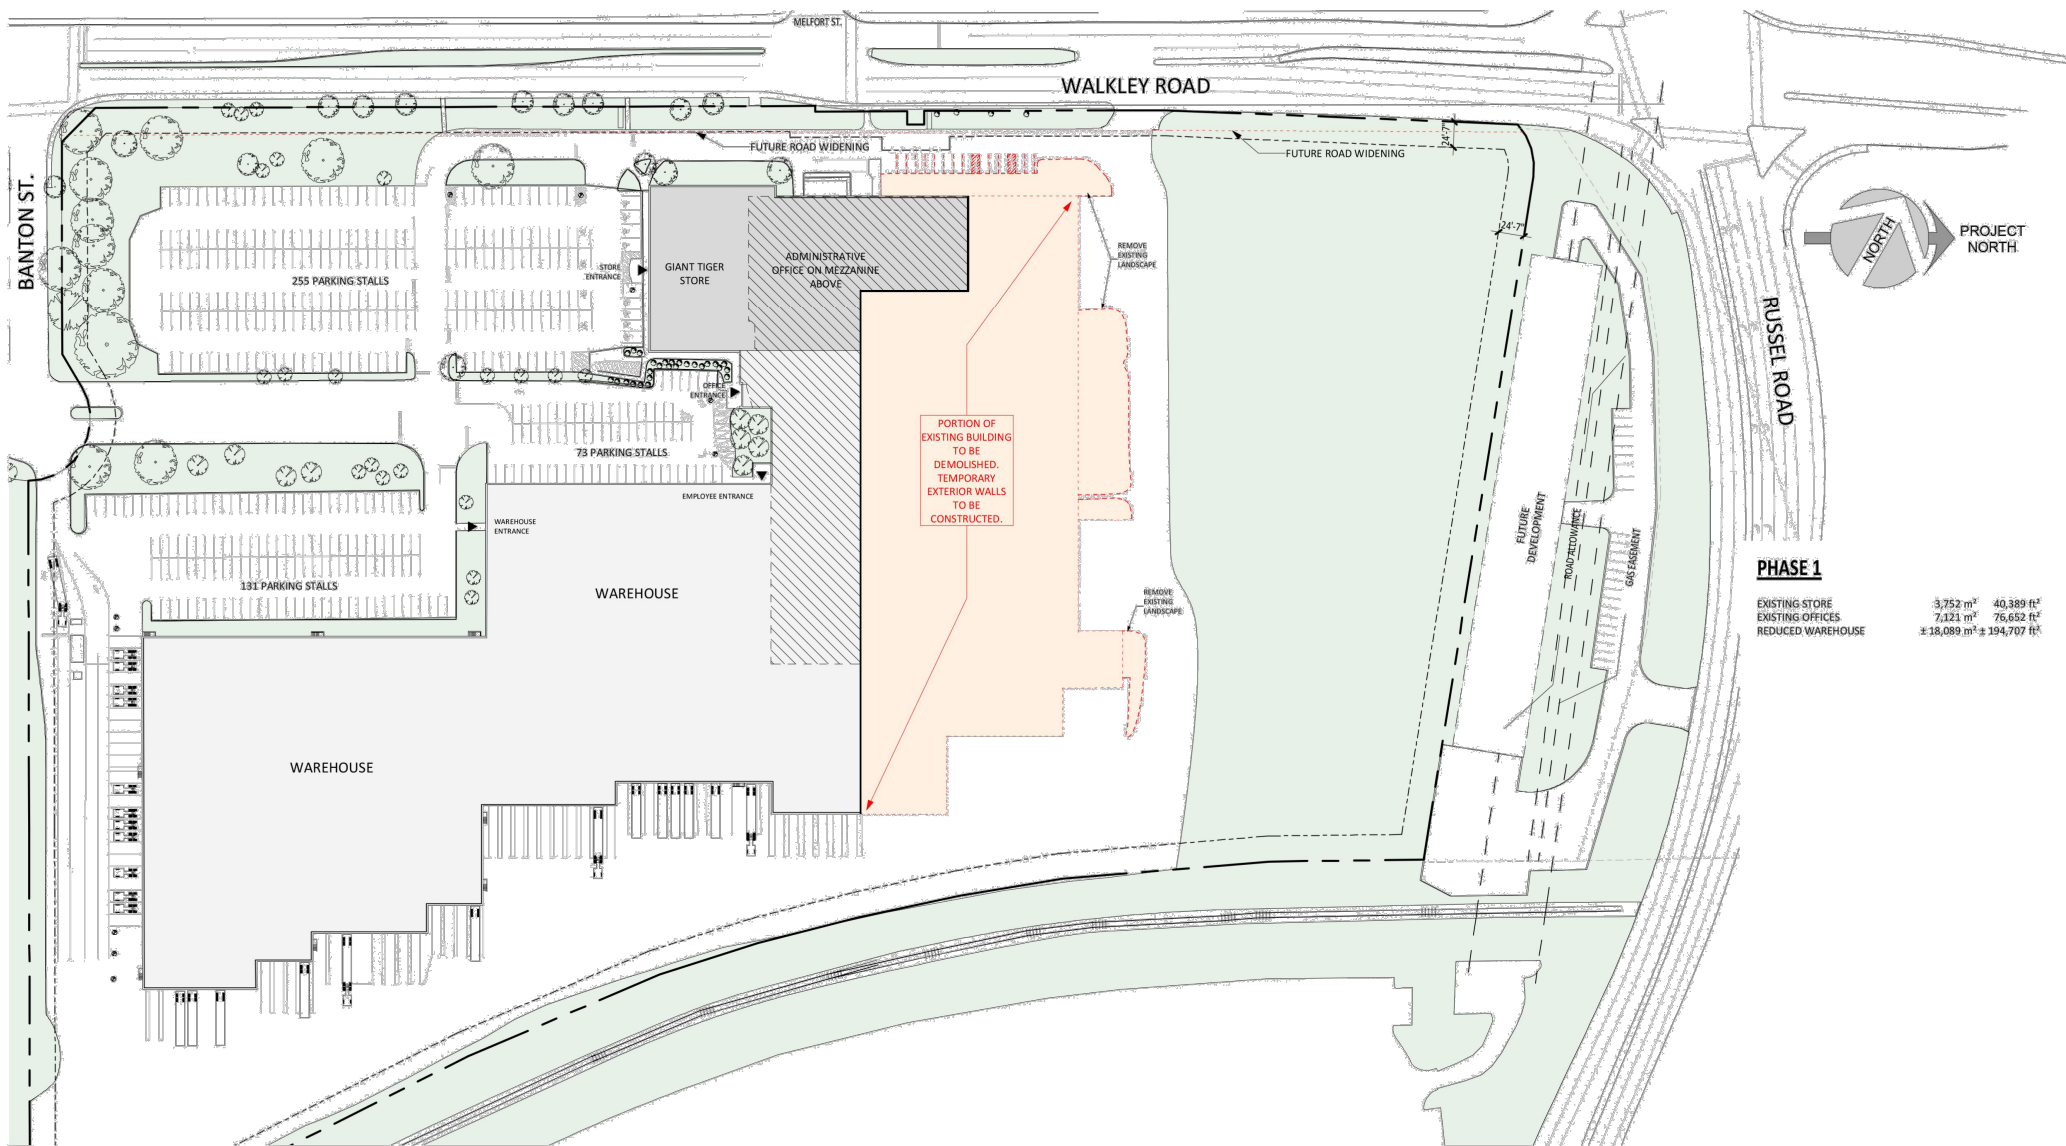 MELFORT ST.
WALKLEY ROAD
BANTON ST.
FUTURE ROAD WIDENING
FUTURE ROAD WIDENING
24'-7"
24'-7"
PROJECT
NORTH
NORTH
RUSSEL ROAD
255 PARKING STALLS
STORE
ENTRANCE
GIANT TIGER
STORE
ADMINISTRATIVE
OFFICE ON MEZZANINE
ABOVE
REMOVE
EXISTING
LANDSCAPE
OFFICE
ENTRANCE
73 PARKING STALLS
EMPLOYEE ENTRANCE
WAREHOUSE
ENTRANCE
131 PARKING STALLS
WAREHOUSE
WAREHOUSE
PORTION OF
EXISTING BUILDING
TO BE
DEMOLISHED.
TEMPORARY
EXTERIOR WALLS
TO BE
CONSTRUCTED.
REMOVE
EXISTING
LANDSCAPE
FUTURE
DEVELOPMENT
ROAD ALLOWANCE
GAS EASEMENT
PHASE 1
EXISTING STORE 3,752 m² 40,389 ft²
EXISTING OFFICES 7,121 m² 76,652 ft²
REDUCED WAREHOUSE ± 18,089 m² ± 194,707 ft²